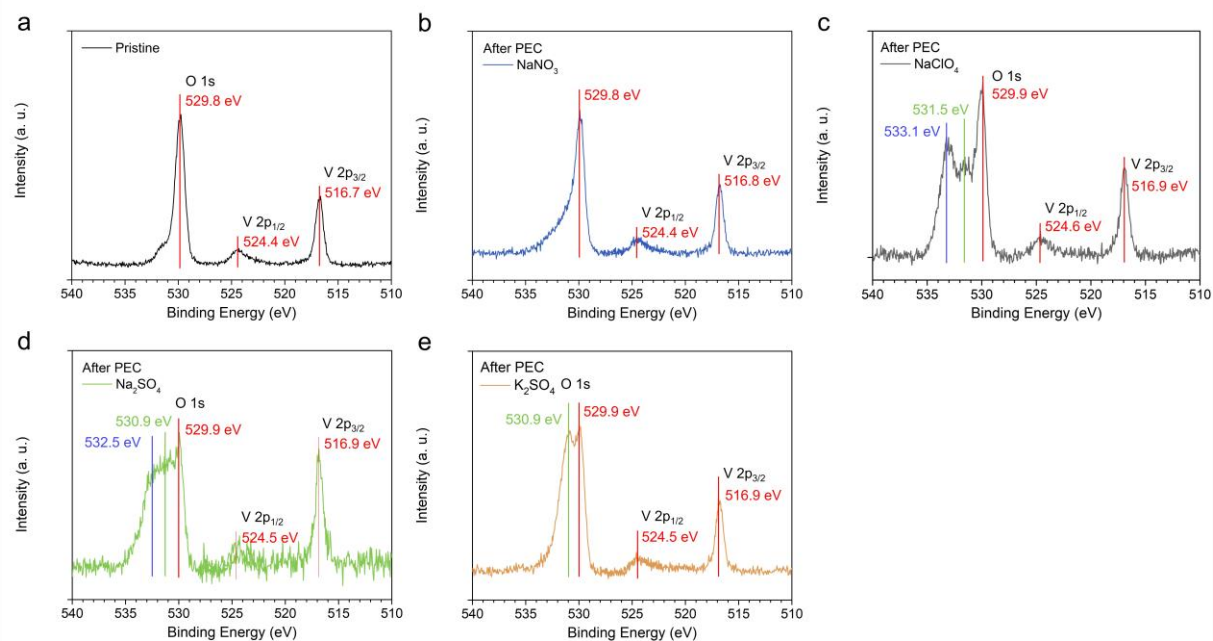 a
Pristine
O 1s
529.8 eV
V 2p1/2
524.4 eV
V 2p3/2
516.7 eV
Intensity (a. u.)
540 535 530 525 520 515 510
Binding Energy (eV)
b
After PEC
NaNO3
529.8 eV
V 2p1/2
524.4 eV
V 2p3/2
516.8 eV
Intensity (a. u.)
540 535 530 525 520 515 510
Binding Energy (eV)
c
After PEC
NaClO4
O 1s
529.9 eV
531.5 eV
533.1 eV
V 2p3/2
516.9 eV
V 2p1/2
524.6 eV
Intensity (a. u.)
540 535 530 525 520 515 510
Binding Energy (eV)
d
After PEC
Na2SO4
O 1s
530.9 eV
529.9 eV
532.5 eV
V 2p3/2
516.9 eV
V 2p1/2
524.5 eV
Intensity (a. u.)
540 535 530 525 520 515 510
Binding Energy (eV)
e
After PEC
K2SO4
O 1s
530.9 eV
529.9 eV
V 2p3/2
516.9 eV
V 2p1/2
524.5 eV
Intensity (a. u.)
540 535 530 525 520 515 510
Binding Energy (eV)